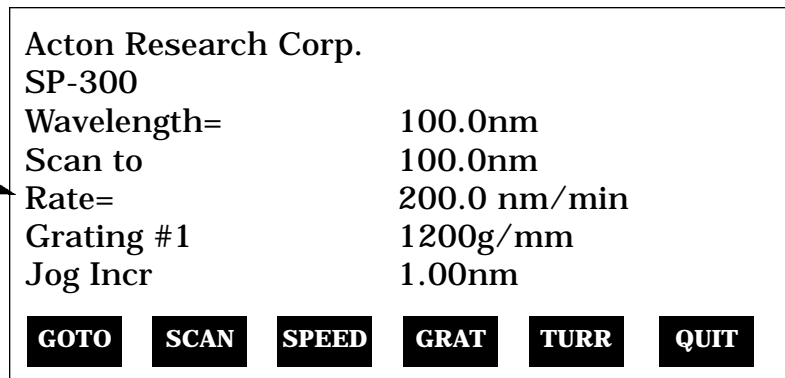 Acton Research Corp.
SP-300
Wavelength= 100.0nm
Scan to 100.0nm
Rate= 200.0 nm/min
Grating #1 1200g/mm
Jog Incr 1.00nm
GOTO SCAN SPEED GRAT TURR QUIT